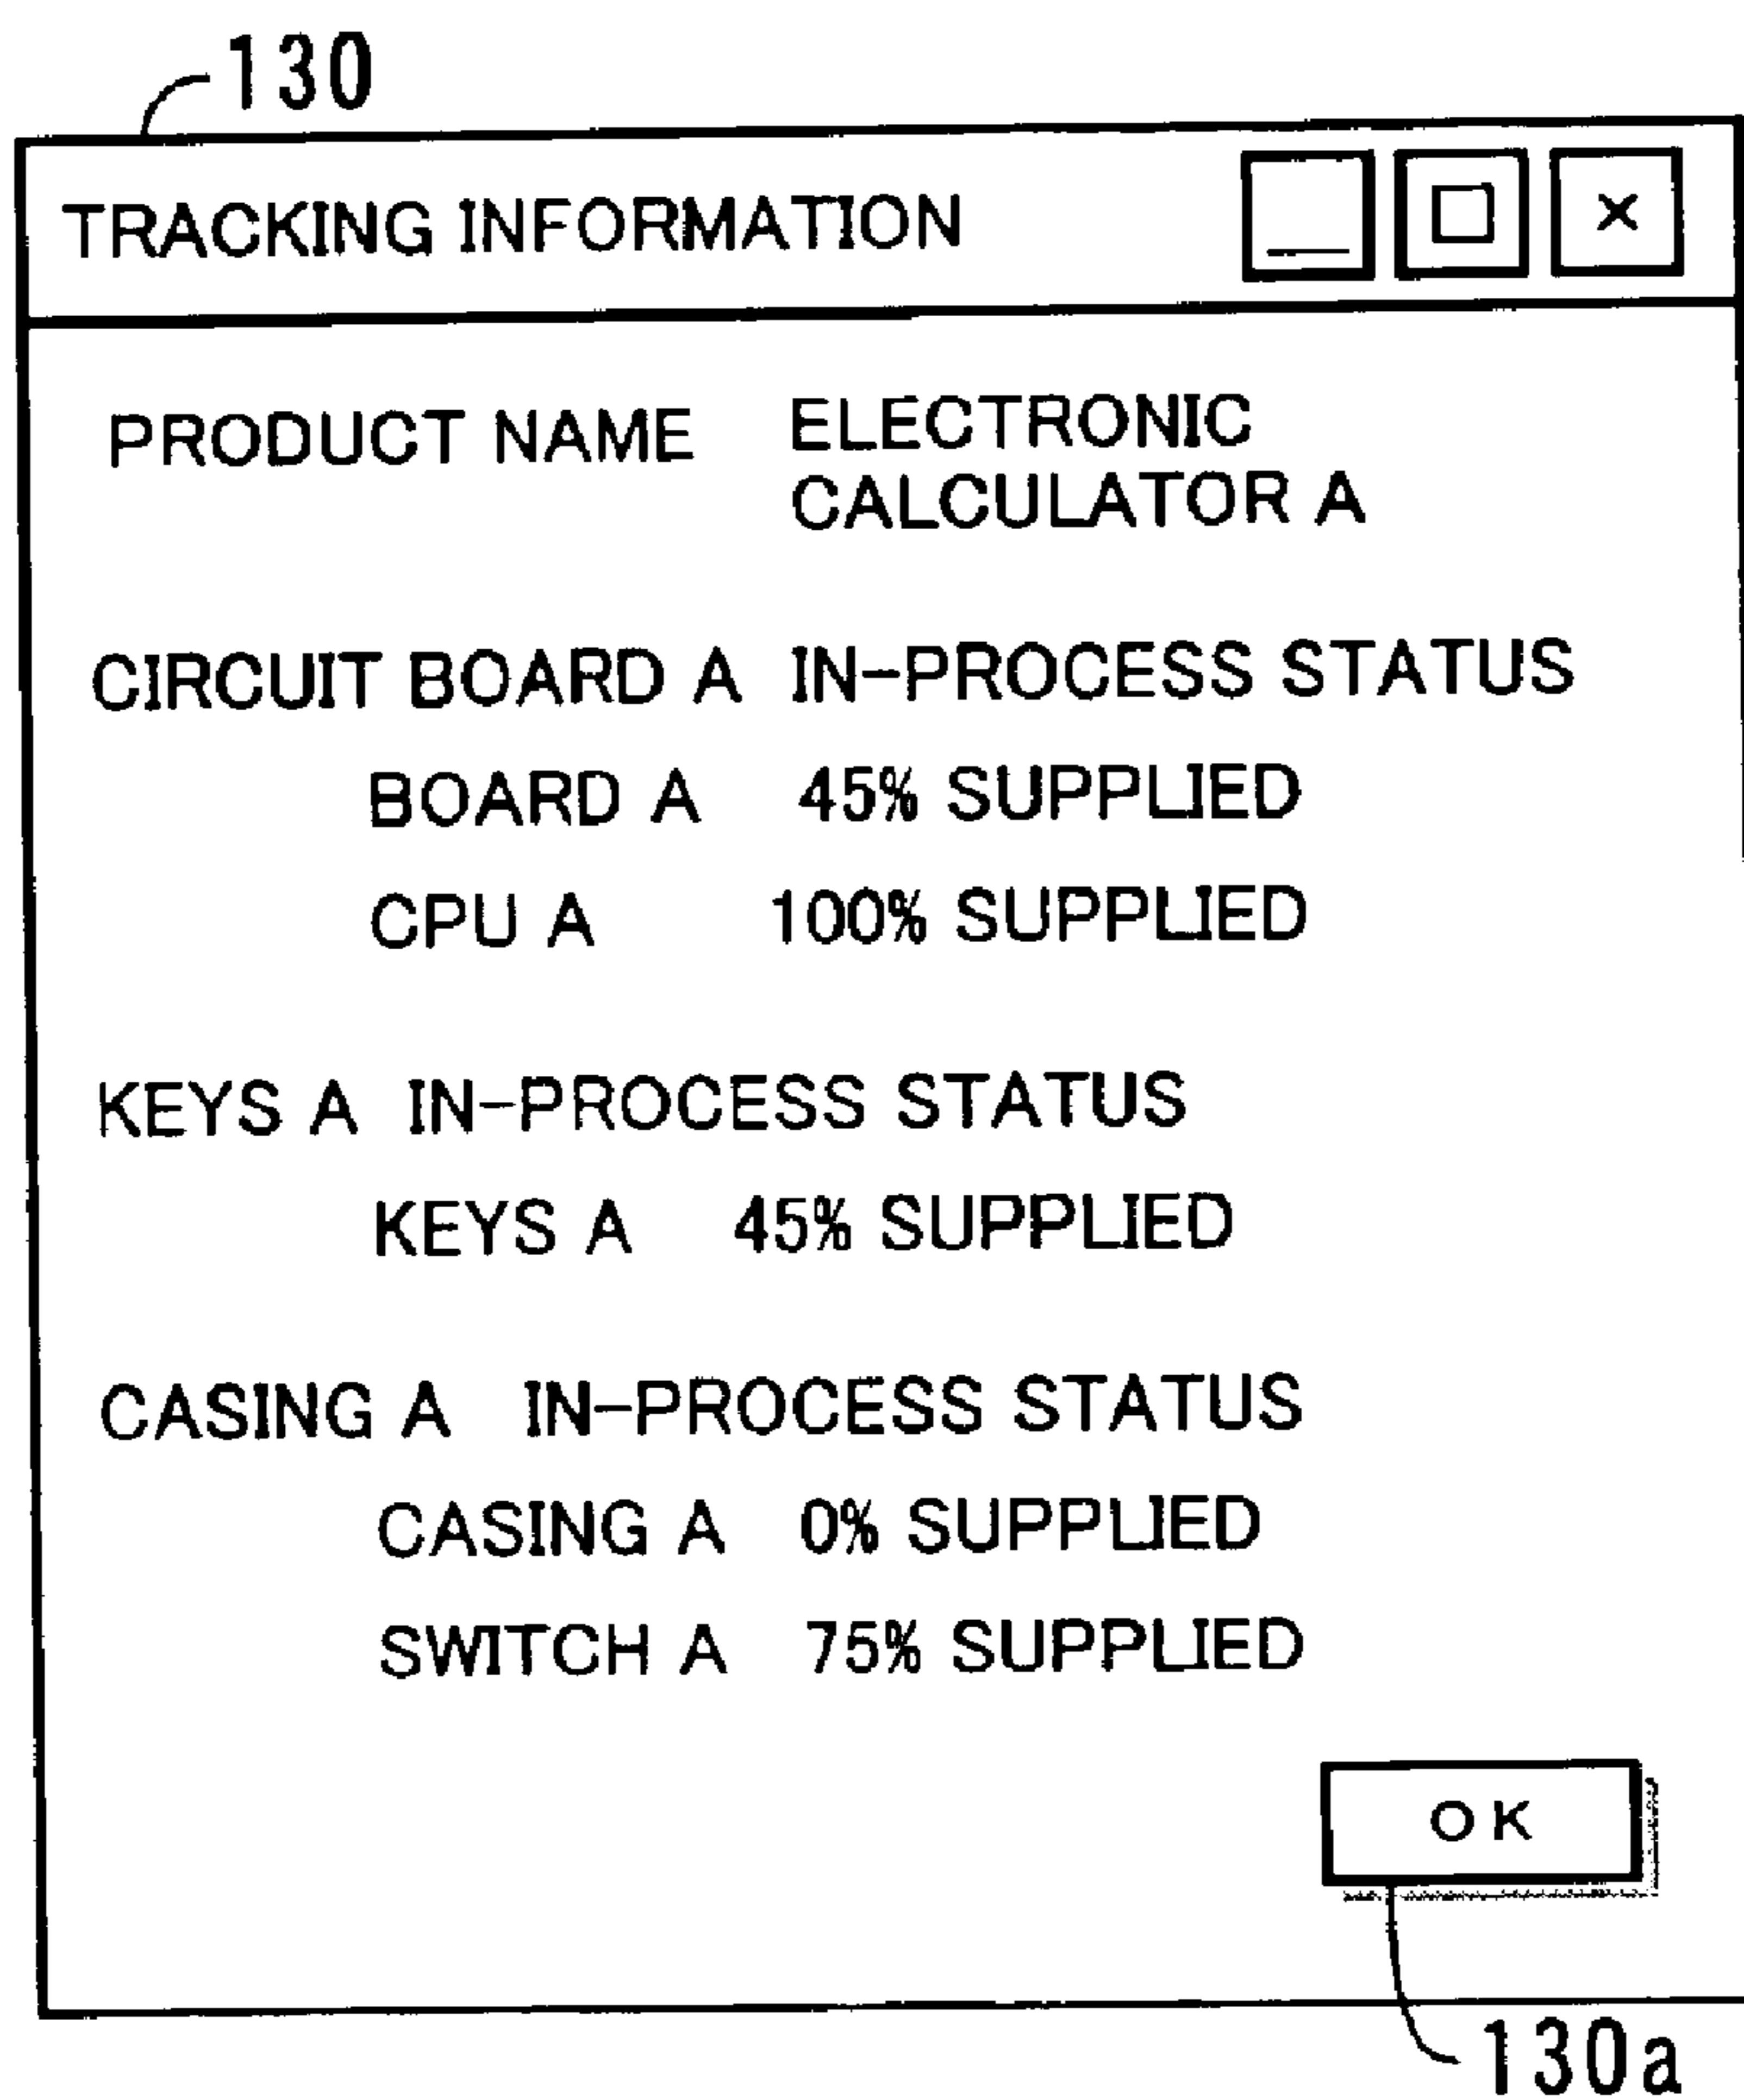 130
TRACKING INFORMATION
PRODUCT NAME ELECTRONIC
CALCULATOR A
CIRCUIT BOARD A IN-PROCESS STATUS
BOARD A 45% SUPPLIED
CPU A 100% SUPPLIED
KEYS A IN-PROCESS STATUS
KEYS A 45% SUPPLIED
CASING A IN-PROCESS STATUS
CASING A 0% SUPPLIED
SWITCH A 75% SUPPLIED
OK
130a